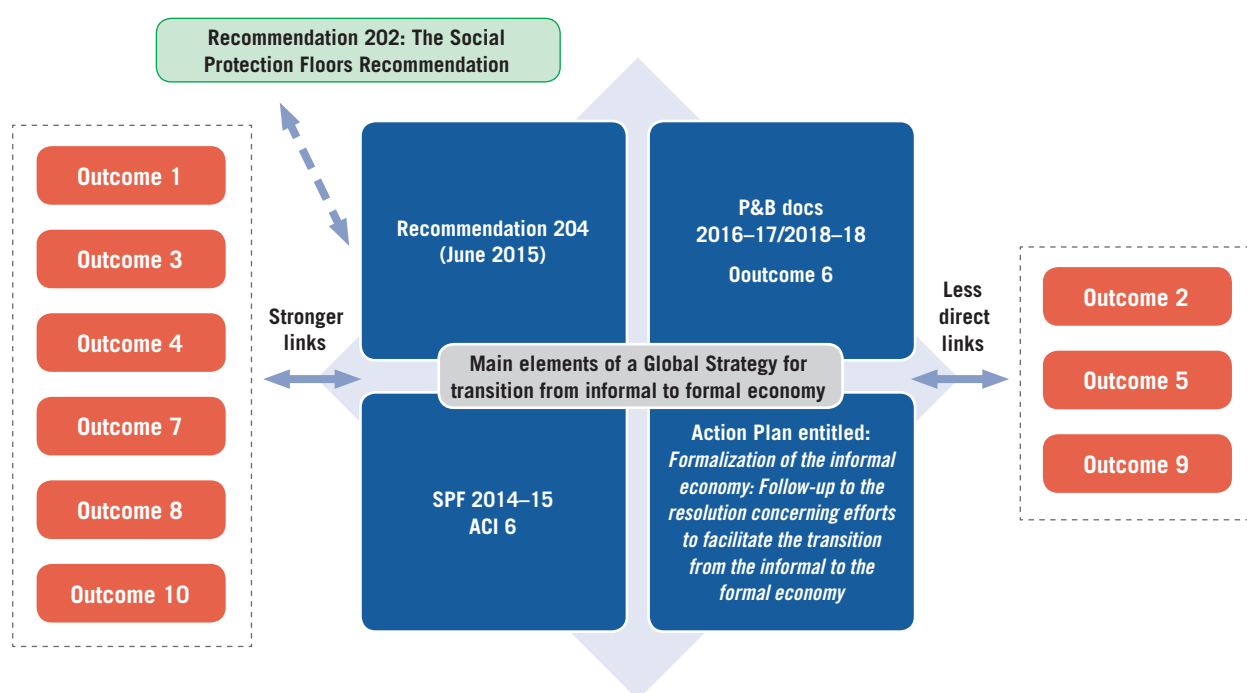 Recommendation 202: The Social
Protection Floors Recommendation
Outcome 1
Outcome 3
Outcome 4
Outcome 7
Outcome 8
Outcome 10
Stronger
links
Recommendation 204
(June 2015)
P&B docs
2016–17/2018–18
Ooutcome 6
Main elements of a Global Strategy for
transition from informal to formal economy
SPF 2014–15
ACI 6
Action Plan entitled:
Formalization of the informal
economy: Follow-up to the
resolution concerning efforts
to facilitate the transition
from the informal to the
formal economy
Less
direct
links
Outcome 2
Outcome 5
Outcome 9